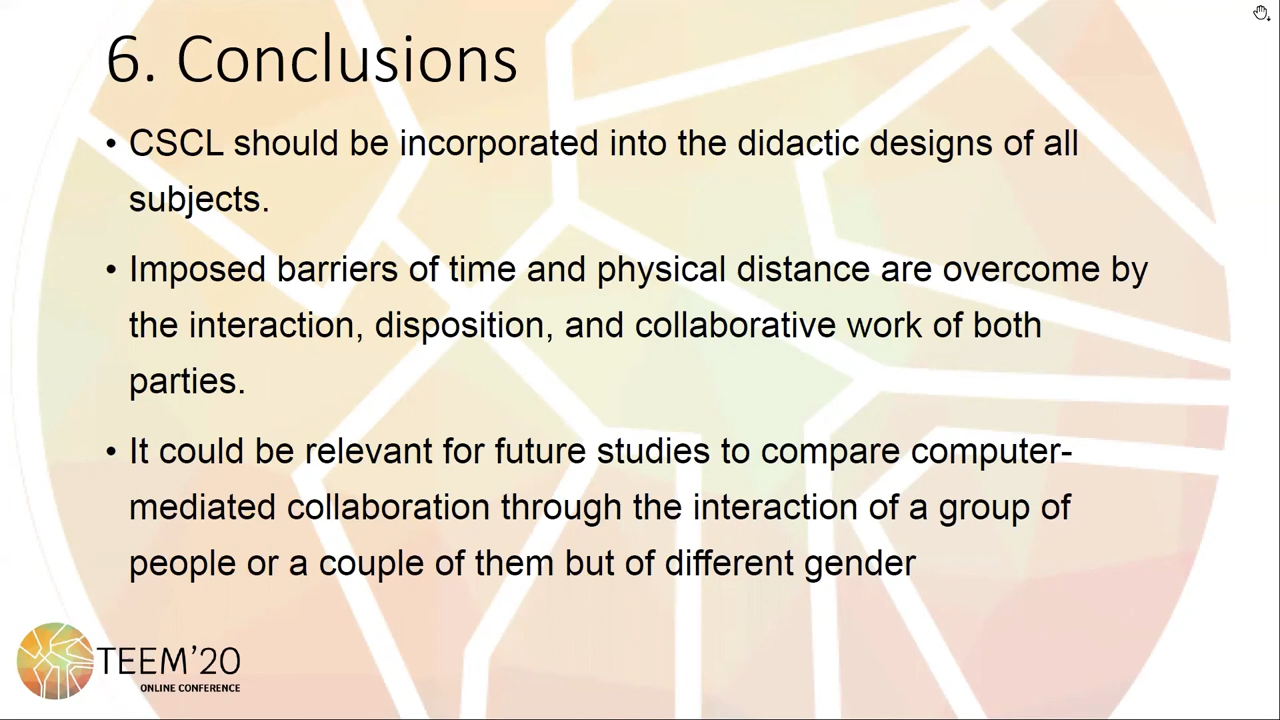 6. Conclusions
• CSCL should be incorporated into the didactic designs of all
subjects.
• Imposed barriers of time and physical distance are overcome by
the interaction, disposition, and collaborative work of both
parties.
• It could be relevant for future studies to compare computer-
mediated collaboration through the interaction of a group of
people or a couple of them but of different gender
TEEM’20
ONLINE CONFERENCE